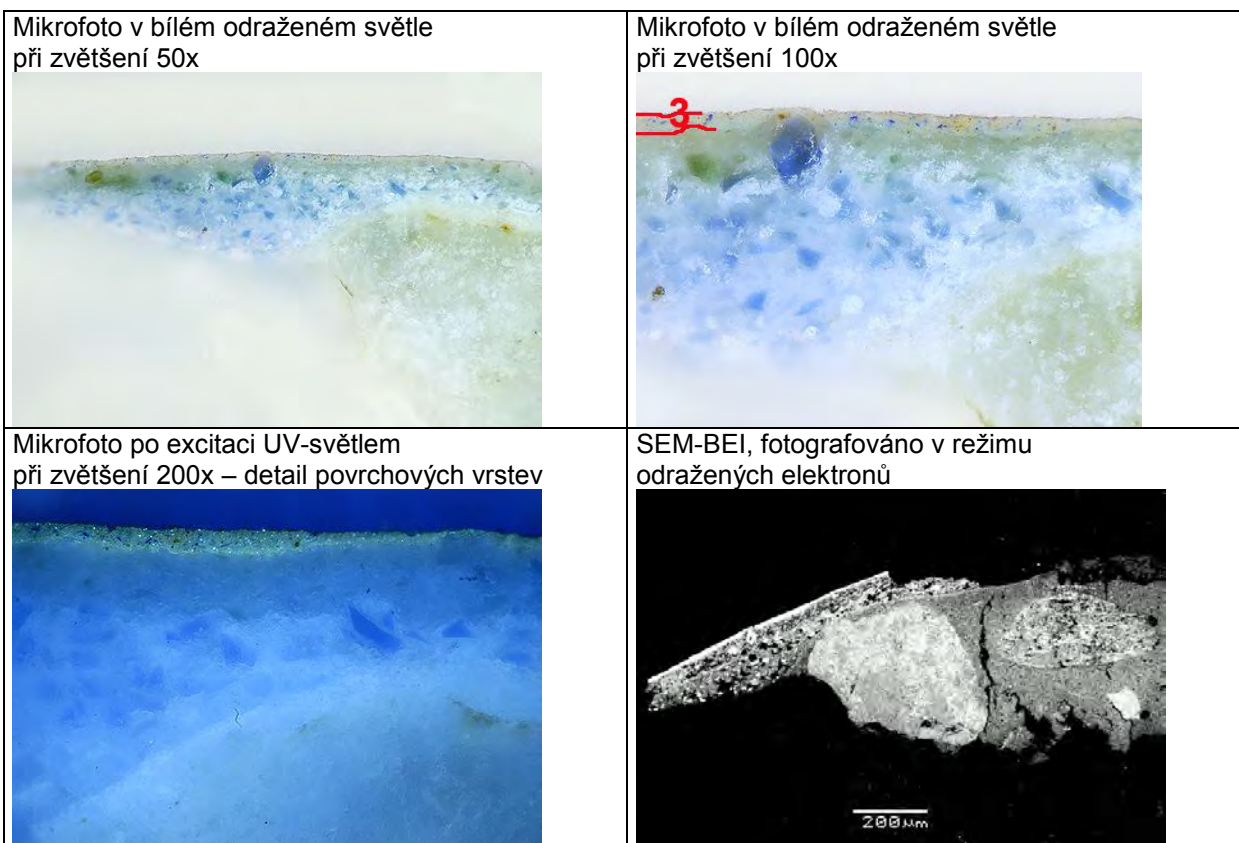 Mikrofoto v bílém odraženém světle
při zvětšení 50x
Mikrofoto v bílém odraženém světle
při zvětšení 100x
3
Mikrofoto po excitaci UV-světlem
při zvětšení 200x – detail povrchových vrstev
SEM-BEI, fotografováno v režimu
odražených elektronů
200µm